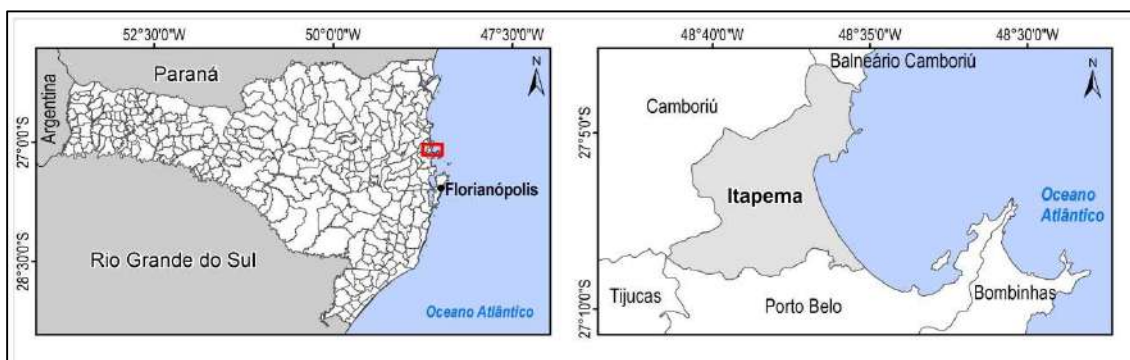 52°30'0"W
50°0'0"W
47°30'0"W
N
Paraná
Argentina
27°0'0"S
Florianópolis
Rio Grande do Sul
28°30'0"S
Oceano Atlântico
48°40'0"W
48°35'0"W
48°30'0"W
Balneário Camboriú
N
Camboriú
27°5'0"S
Itapema
Oceano
Atlântico
Tijucas
Porto Belo
Bombinhas
27°10'0"S